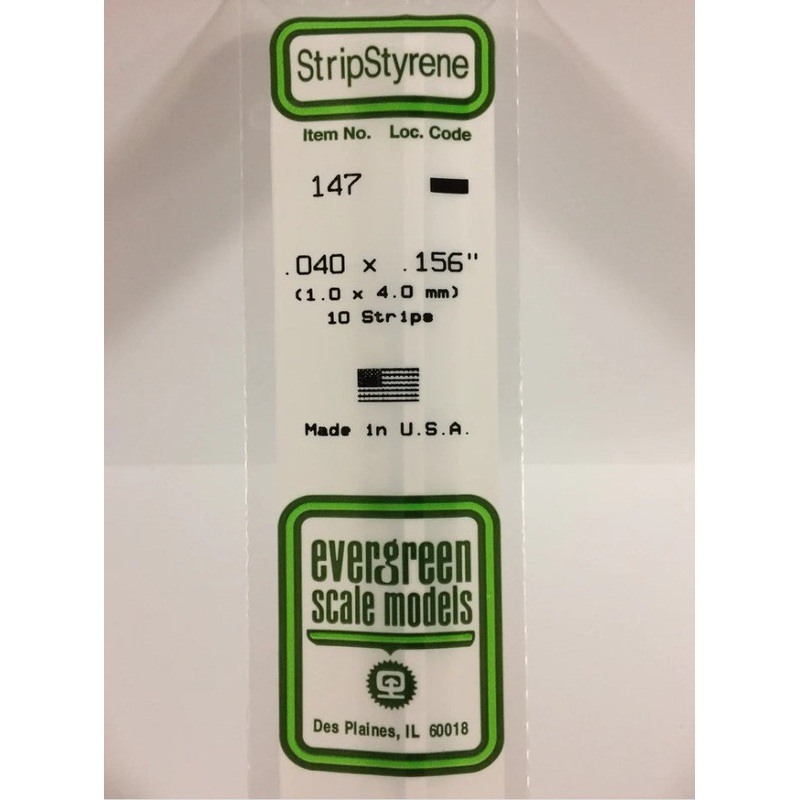 StripStyrene
Item No. Loc. Code
147
.040 x .156"
(1.0 x 4.0 mm)
10 Strips
Made in U.S.A.
evergreen
scale models
Des Plaines, IL 60018